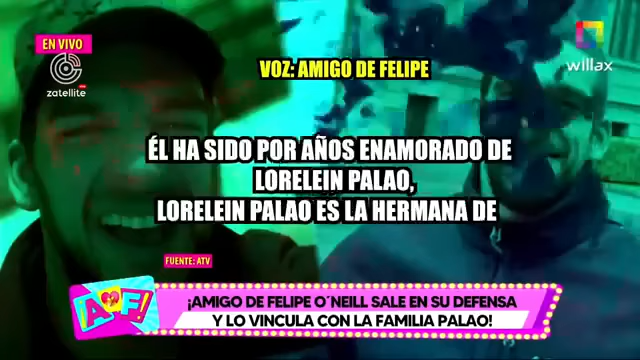 EN VIVO
zatellite
willax
VOZ: AMIGO DE FELIPE
ÉL HA SIDO POR AÑOS ENAMORADO DE
LORELEIN PALAO,
LORELEIN PALAO ES LA HERMANA DE
FUENTE: ATV
¡AF!
¡AMIGO DE FELIPE O´NEILL SALE EN SU DEFENSA
Y LO VINCULA CON LA FAMILIA PALAO!